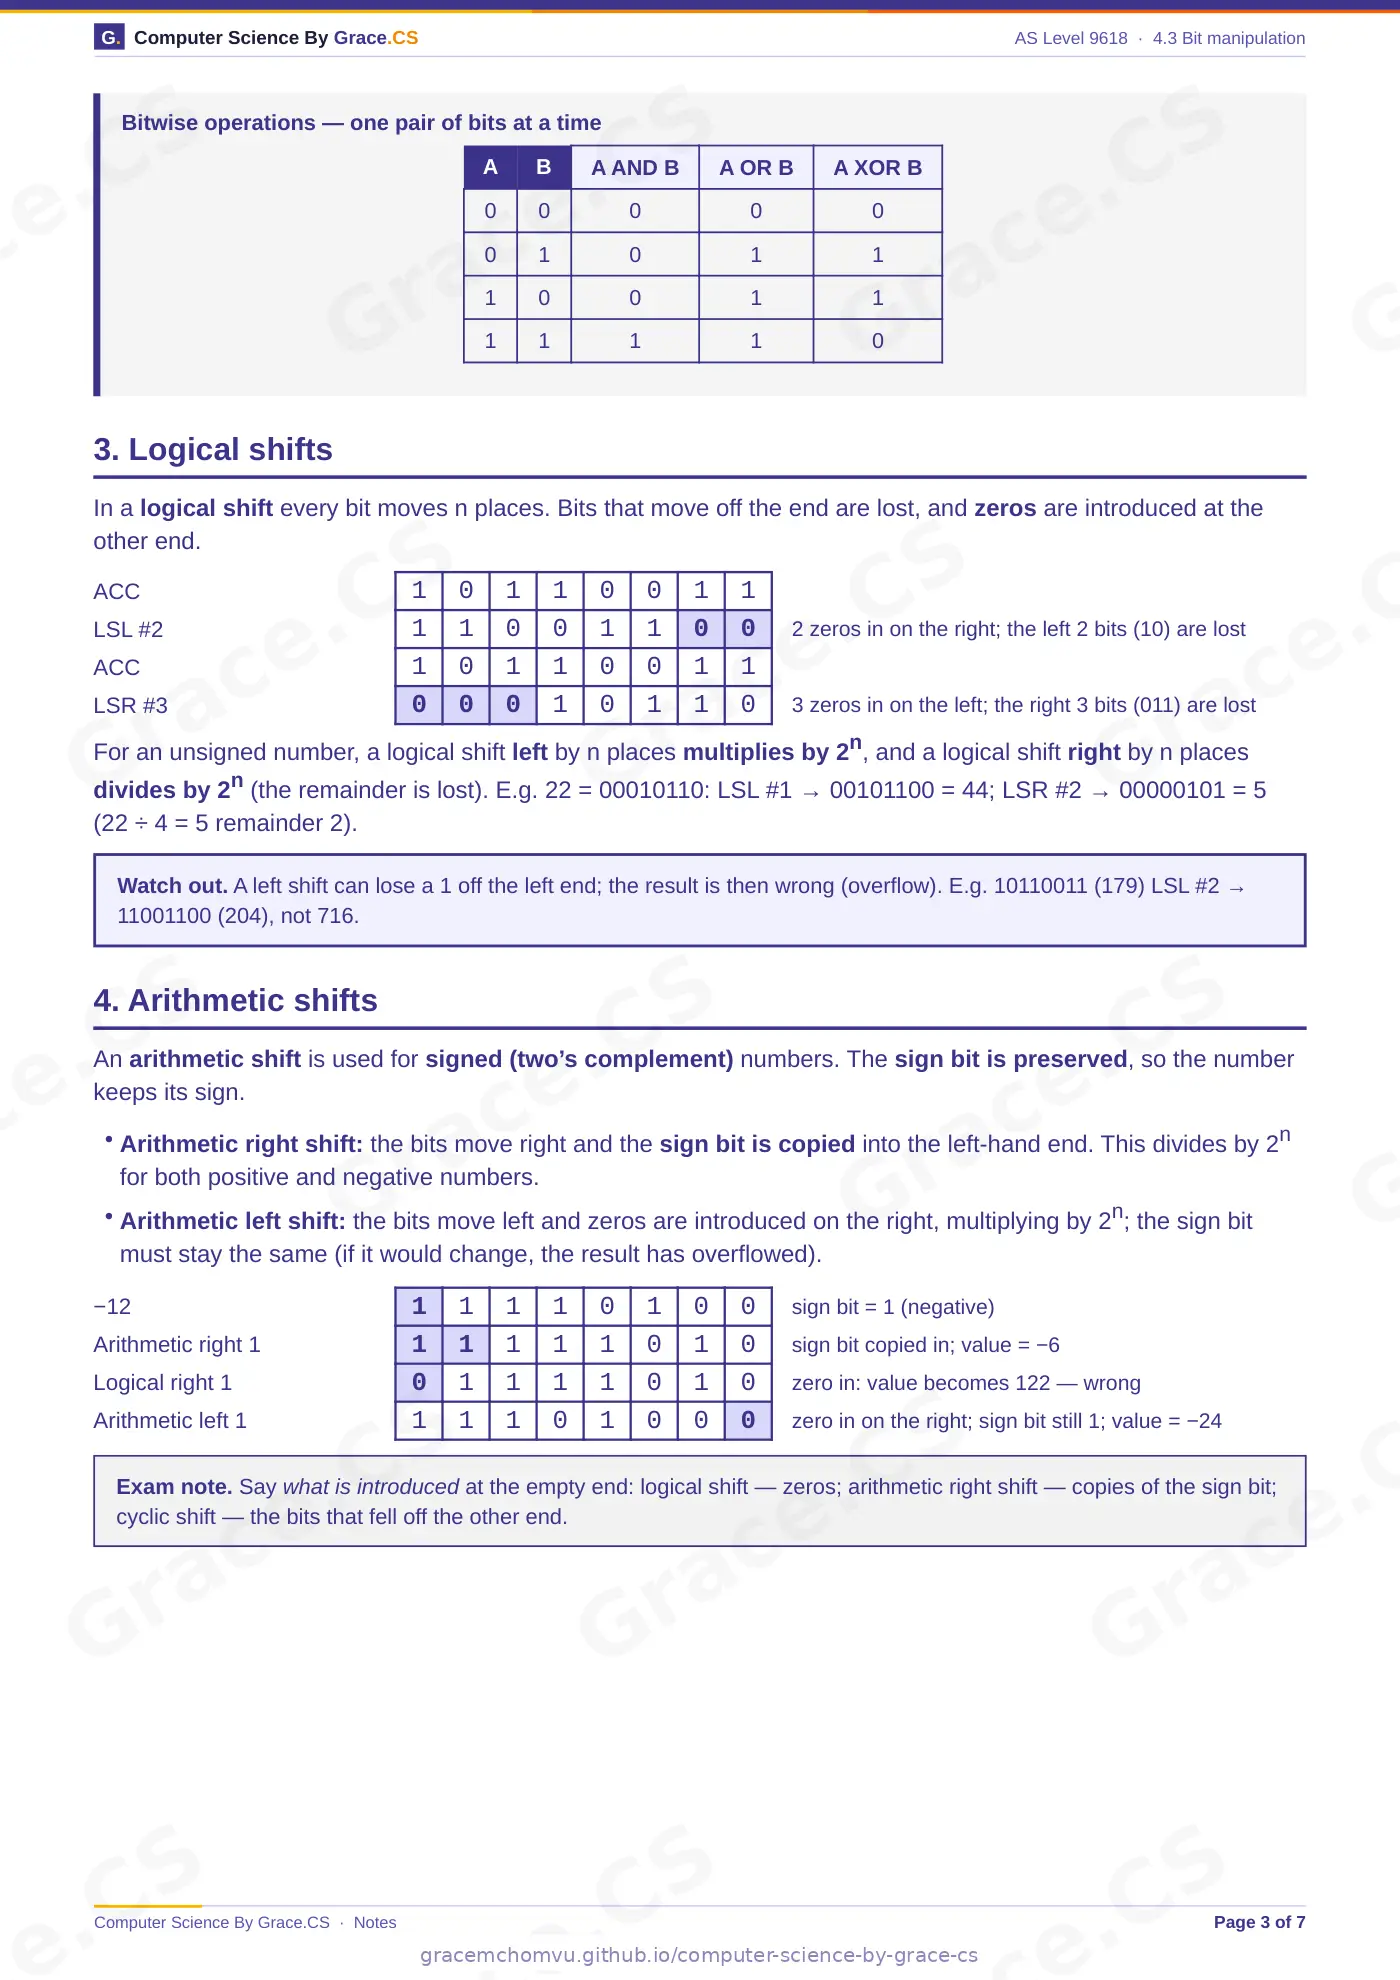 G. Computer Science By Grace.CS
AS Level 9618 · 4.3 Bit manipulation
Bitwise operations — one pair of bits at a time
A B A AND B A OR B A XOR B
0 0 0 0 0
0 1 0 1 1
1 0 0 1 1
1 1 1 1 0
3. Logical shifts
In a logical shift every bit moves n places. Bits that move off the end are lost, and zeros are introduced at the
other end.
ACC 1 0 1 1 0 0 1 1
LSL #2 1 1 0 0 1 1 0 0 2 zeros in on the right; the left 2 bits (10) are lost
ACC 1 0 1 1 0 0 1 1
LSR #3 0 0 0 1 0 1 1 0 3 zeros in on the left; the right 3 bits (011) are lost
For an unsigned number, a logical shift left by n places multiplies by 2ⁿ, and a logical shift right by n places
divides by 2ⁿ (the remainder is lost). E.g. 22 = 00010110: LSL #1 → 00101100 = 44; LSR #2 → 00000101 = 5
(22 ÷ 4 = 5 remainder 2).
Watch out. A left shift can lose a 1 off the left end; the result is then wrong (overflow). E.g. 10110011 (179) LSL #2 →
11001100 (204), not 716.
4. Arithmetic shifts
An arithmetic shift is used for signed (two’s complement) numbers. The sign bit is preserved, so the number
keeps its sign.
• Arithmetic right shift: the bits move right and the sign bit is copied into the left-hand end. This divides by 2ⁿ
for both positive and negative numbers.
• Arithmetic left shift: the bits move left and zeros are introduced on the right, multiplying by 2ⁿ; the sign bit
must stay the same (if it would change, the result has overflowed).
−12 1 1 1 1 0 1 0 0 sign bit = 1 (negative)
Arithmetic right 1 1 1 1 1 1 0 1 0 sign bit copied in; value = −6
Logical right 1 0 1 1 1 1 0 1 0 zero in: value becomes 122 — wrong
Arithmetic left 1 1 1 1 0 1 0 0 0 zero in on the right; sign bit still 1; value = −24
Exam note. Say what is introduced at the empty end: logical shift — zeros; arithmetic right shift — copies of the sign bit;
cyclic shift — the bits that fell off the other end.
Computer Science By Grace.CS · Notes
Page 3 of 7
gracemchomvu.github.io/computer-science-by-grace-cs